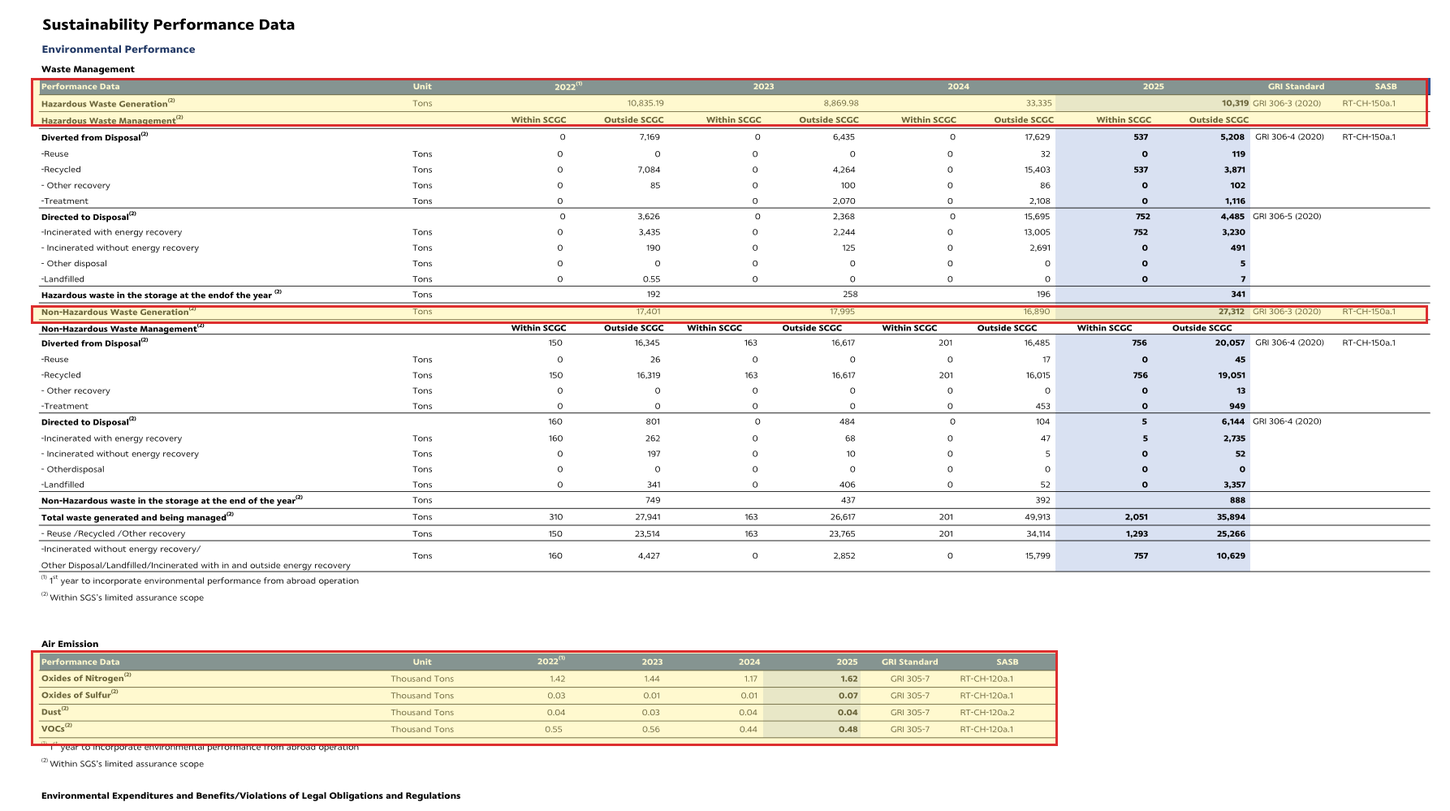 Sustainability Performance Data
Environmental Performance
Waste Management
Performance Data Unit 2022(1) 2023 2024 2025 GRI Standard SASB
Hazardous Waste Generation(2) Tons 10,835.19 8,869.98 33,335 10,319 GRI 306-3 (2020) RT-CH-150a.1
Hazardous Waste Management(2) Within SCGC Outside SCGC Within SCGC Outside SCGC Within SCGC Outside SCGC Within SCGC Outside SCGC
Diverted from Disposal(2) 0 7,169 0 6,435 0 17,629 537 5,208 GRI 306-4 (2020) RT-CH-150a.1
-Reuse Tons 0 0 0 0 0 32 0 119
-Recycled Tons 0 7,084 0 4,264 0 15,403 537 3,871
- Other recovery Tons 0 85 0 100 0 86 0 102
-Treatment Tons 0 0 2,070 0 2,108 0 1,116
Directed to Disposal(2) 0 3,626 0 2,368 0 15,695 752 4,485 GRI 306-5 (2020)
-Incinerated with energy recovery Tons 0 3,435 0 2,244 0 13,005 752 3,230
- Incinerated without energy recovery Tons 0 190 0 125 0 2,691 0 491
- Other disposal Tons 0 0 0 0 0 0 0 5
-Landfilled Tons 0 0.55 0 0 0 0 0 7
Hazardous waste in the storage at the endof the year (2) Tons 192 258 196 341
Non-Hazardous Waste Generation(2) Tons 17,401 17,995 16,890 27,312 GRI 306-3 (2020) RT-CH-150a.1
Non-Hazardous Waste Management(2) Within SCGC Outside SCGC Within SCGC Outside SCGC Within SCGC Outside SCGC Within SCGC Outside SCGC
Diverted from Disposal(2) 150 16,345 163 16,617 201 16,485 756 20,057 GRI 306-4 (2020) RT-CH-150a.1
-Reuse Tons 0 26 0 0 0 17 0 45
-Recycled Tons 150 16,319 163 16,617 201 16,015 756 19,051
- Other recovery Tons 0 0 0 0 0 0 0 13
-Treatment Tons 0 0 0 0 0 453 0 949
Directed to Disposal(2) 160 801 0 484 0 104 5 6,144 GRI 306-4 (2020)
-Incinerated with energy recovery Tons 160 262 0 68 0 47 5 2,735
- Incinerated without energy recovery Tons 0 197 0 10 0 5 0 52
- Otherdisposal Tons 0 0 0 0 0 0 0 0
-Landfilled Tons 0 341 0 406 0 52 0 3,357
Non-Hazardous waste in the storage at the end of the year(2) Tons 749 437 392 888
Total waste generated and being managed(2) Tons 310 27,941 163 26,617 201 49,913 2,051 35,894
- Reuse /Recycled /Other recovery Tons 150 23,514 163 23,765 201 34,114 1,293 25,266
-Incinerated without energy recovery/
Other Disposal/Landfilled/Incinerated with in and outside energy recovery Tons 160 4,427 0 2,852 0 15,799 757 10,629
(1) 1st year to incorporate environmental performance from abroad operation
(2) Within SGS's limited assurance scope
Air Emission
Performance Data Unit 2022(1) 2023 2024 2025 GRI Standard SASB
Oxides of Nitrogen(2) Thousand Tons 1.42 1.44 1.17 1.62 GRI 305-7 RT-CH-120a.1
Oxides of Sulfur(2) Thousand Tons 0.03 0.01 0.01 0.07 GRI 305-7 RT-CH-120a.1
Dust(2) Thousand Tons 0.04 0.03 0.04 0.04 GRI 305-7 RT-CH-120a.2
VOCs(2) Thousand Tons 0.55 0.56 0.44 0.48 GRI 305-7 RT-CH-120a.1
(1) 1st year to incorporate environmental performance from abroad operation
(2) Within SGS's limited assurance scope
Environmental Expenditures and Benefits/Violations of Legal Obligations and Regulations